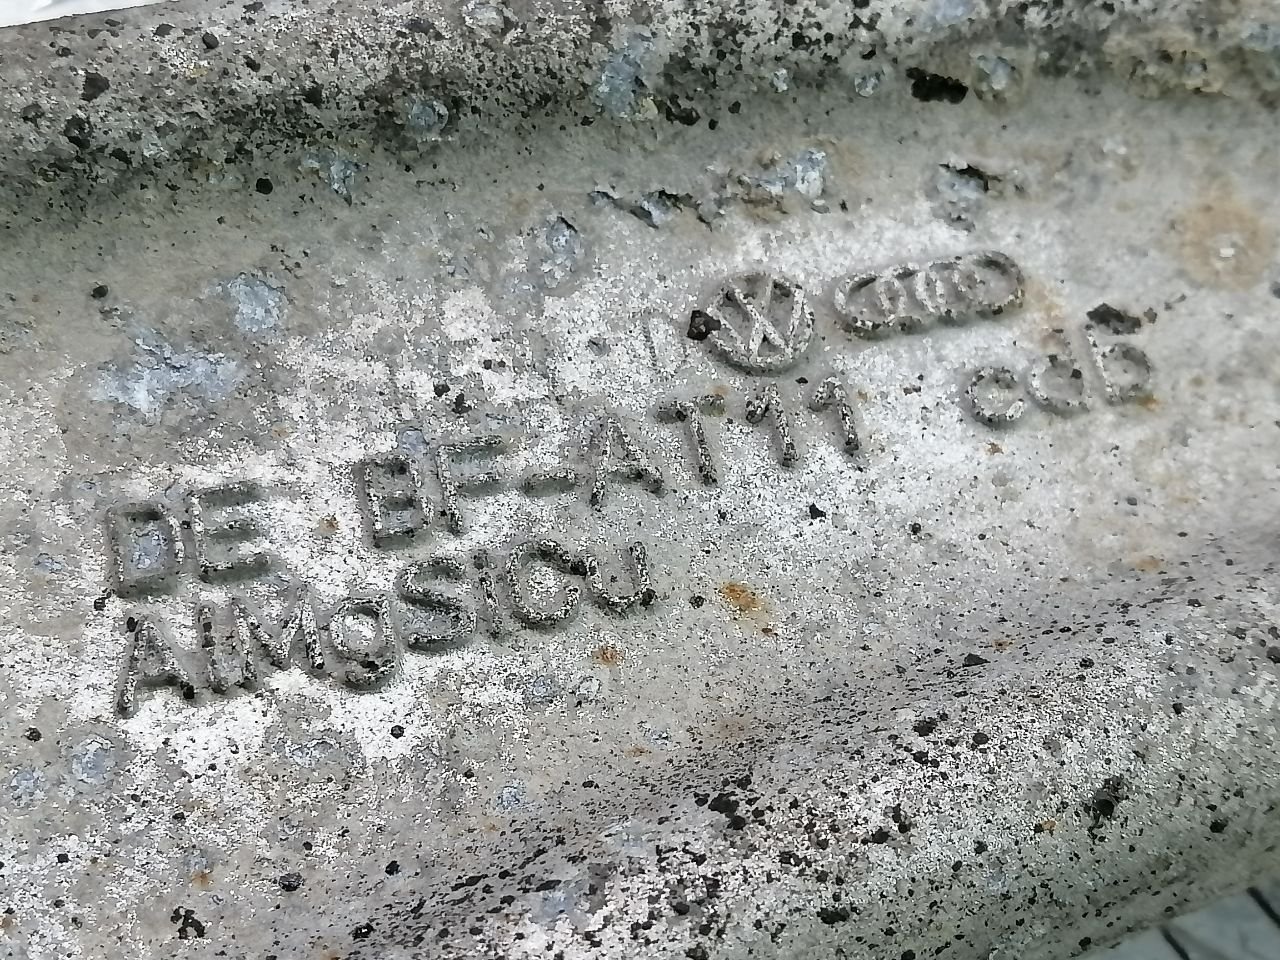 cdb
DE BF-AT11
AlMgSiCu